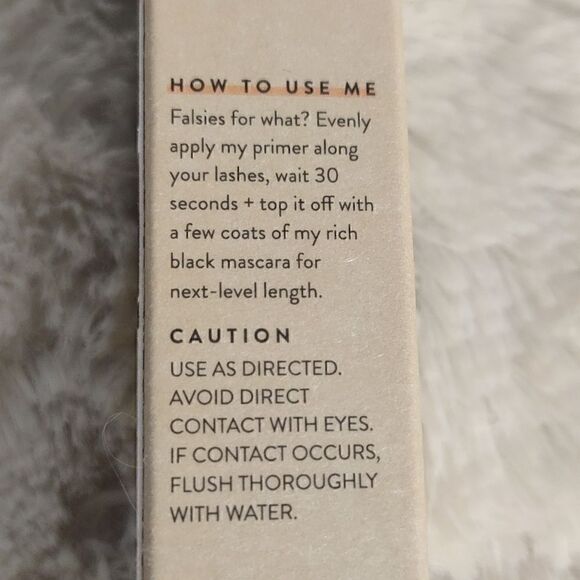 HOW TO USE ME
Falsies for what? Evenly
apply my primer along
your lashes, wait 30
seconds + top it off with
a few coats of my rich
black mascara for
next-level length.
CAUTION
USE AS DIRECTED.
AVOID DIRECT
CONTACT WITH EYES.
IF CONTACT OCCURS,
FLUSH THOROUGHLY
WITH WATER.